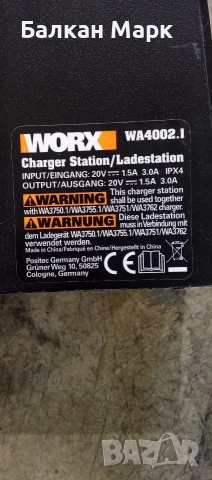 Балкан Марк
WORX WA4002.1
Charger Station/Ladestation
INPUT/EINGANG: 20V ⎓ 1.5A 3.0A IPX4
OUTPUT/AUSGANG: 20V ⎓ 1.5A 3.0A
WARNING This charger station
shall be used together
with WA3750.1/WA3755.1/WA3751/WA3762 charger.
WARNUNG Diese Ladestation
muss in Verbindung mit
dem Ladegerät WA3750.1/WA3755.1/WA3751/WA3762
Made in China/Fabriqué en Chine/Hergestellt in China
Positec Germany GmbH
Grüner Weg 10, 50825
Cologne, Germany
BAZAR